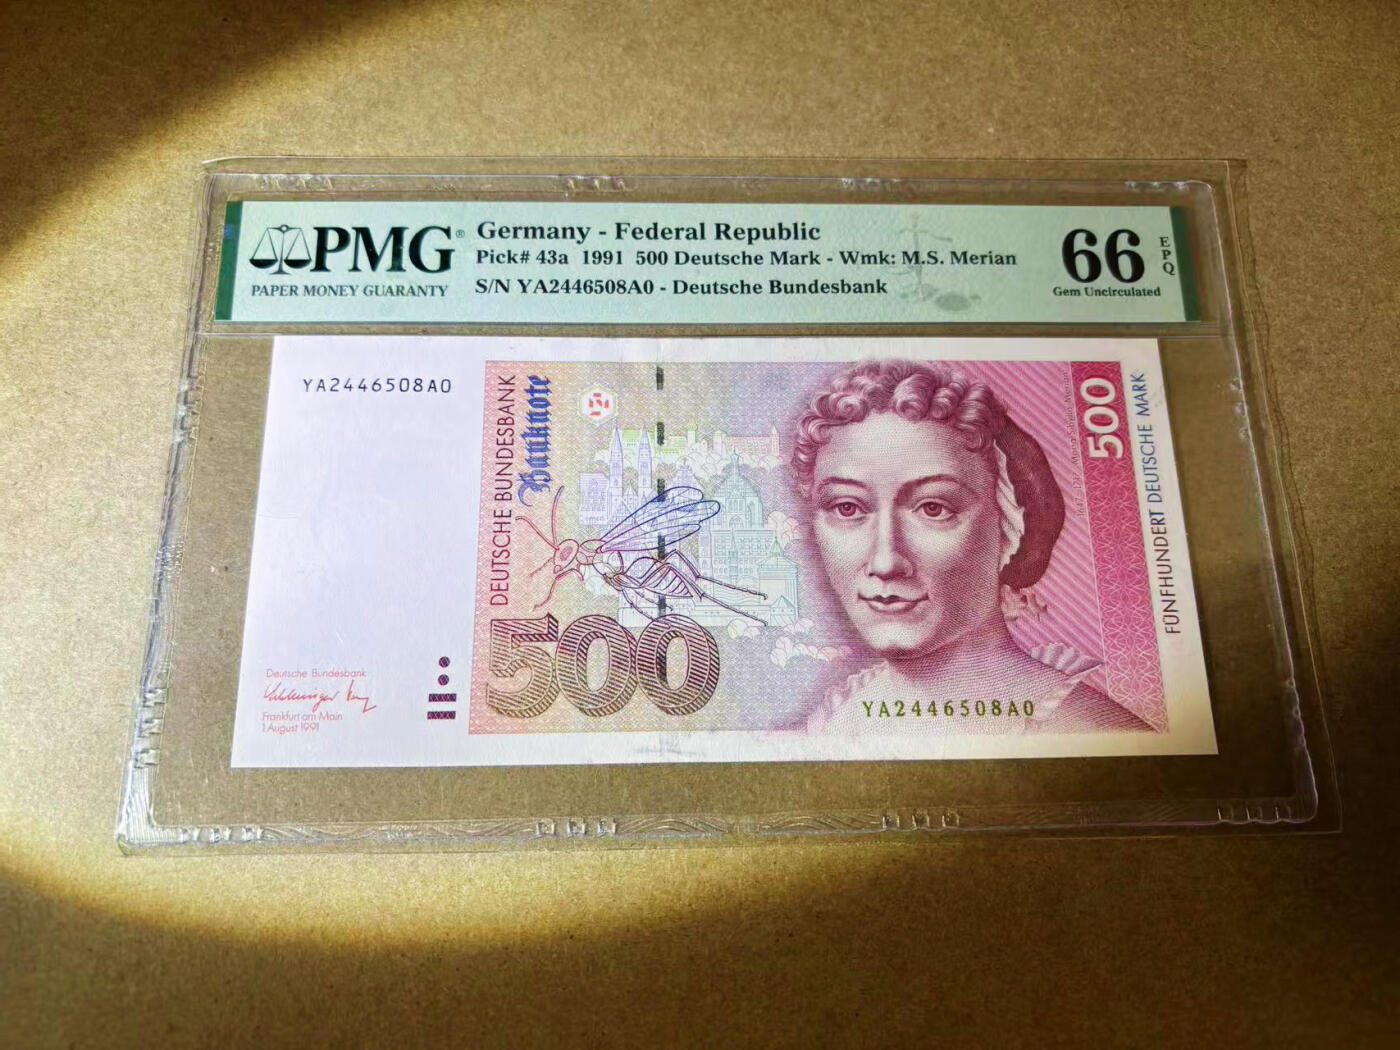 PMG®
PAPER MONEY GUARANTY
Germany - Federal Republic
Pick# 43a 1991 500 Deutsche Mark - Wmk: M.S. Merian
S/N YA2446508A0 - Deutsche Bundesbank
66
EPQ
Gem Uncirculated
YA2446508A0
DEUTSCHE BUNDESBANK
Banknote
500
Deutsche Bundesbank
Frankfurt am Main
1.August 1991
YA2446508A0
500
FÜNFHUNDERT DEUTSCHE MARK